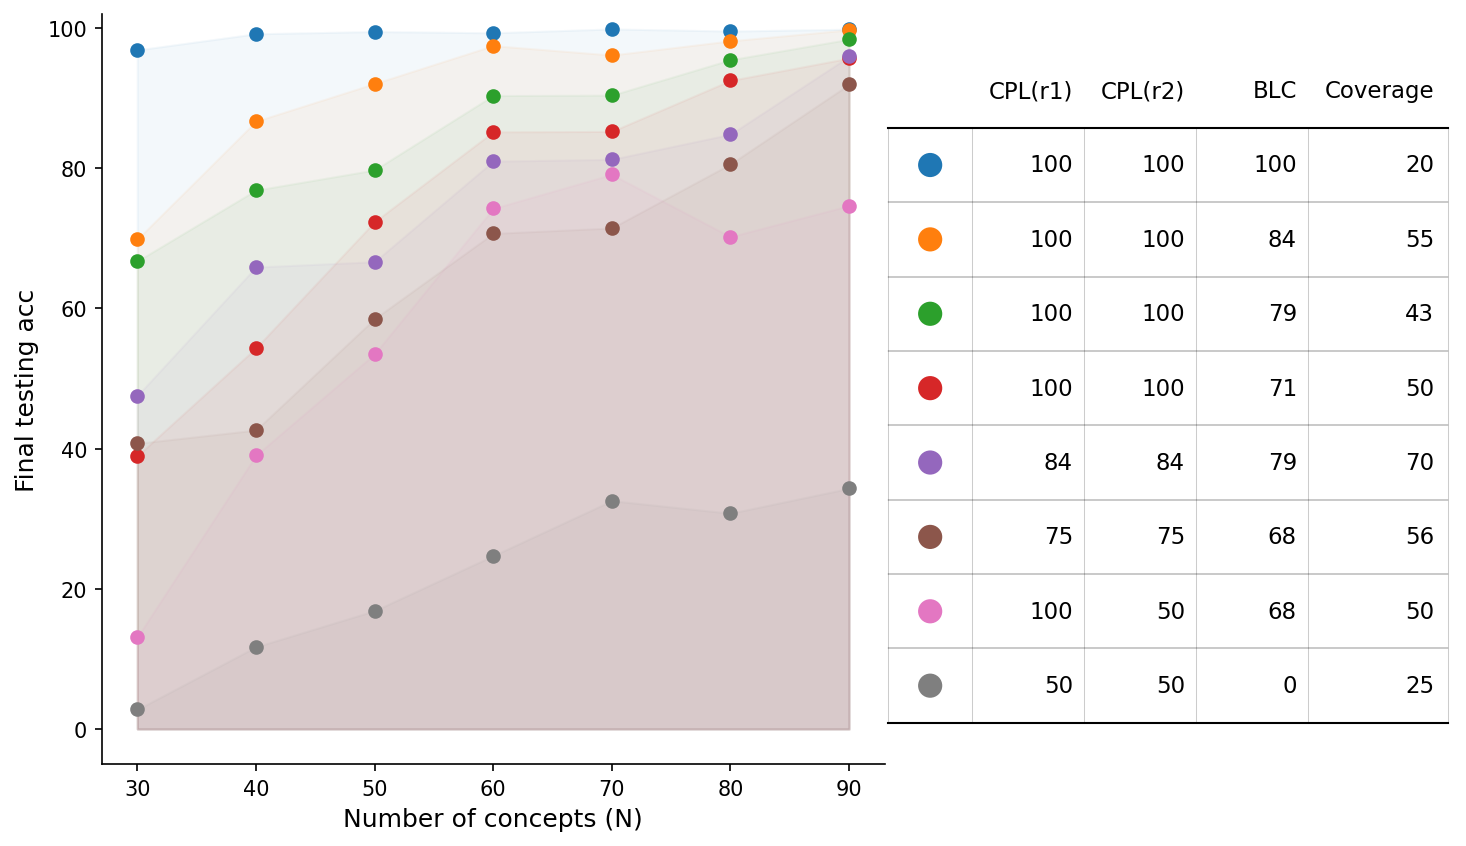 100
80
60
40
20
0
Final testing acc
30 40 50 60 70 80 90
Number of concepts (N)
CPL(r1) CPL(r2) BLC Coverage
100 100 100 20
100 100 84 55
100 100 79 43
100 100 71 50
84 84 79 70
75 75 68 56
100 50 68 50
50 50 0 25